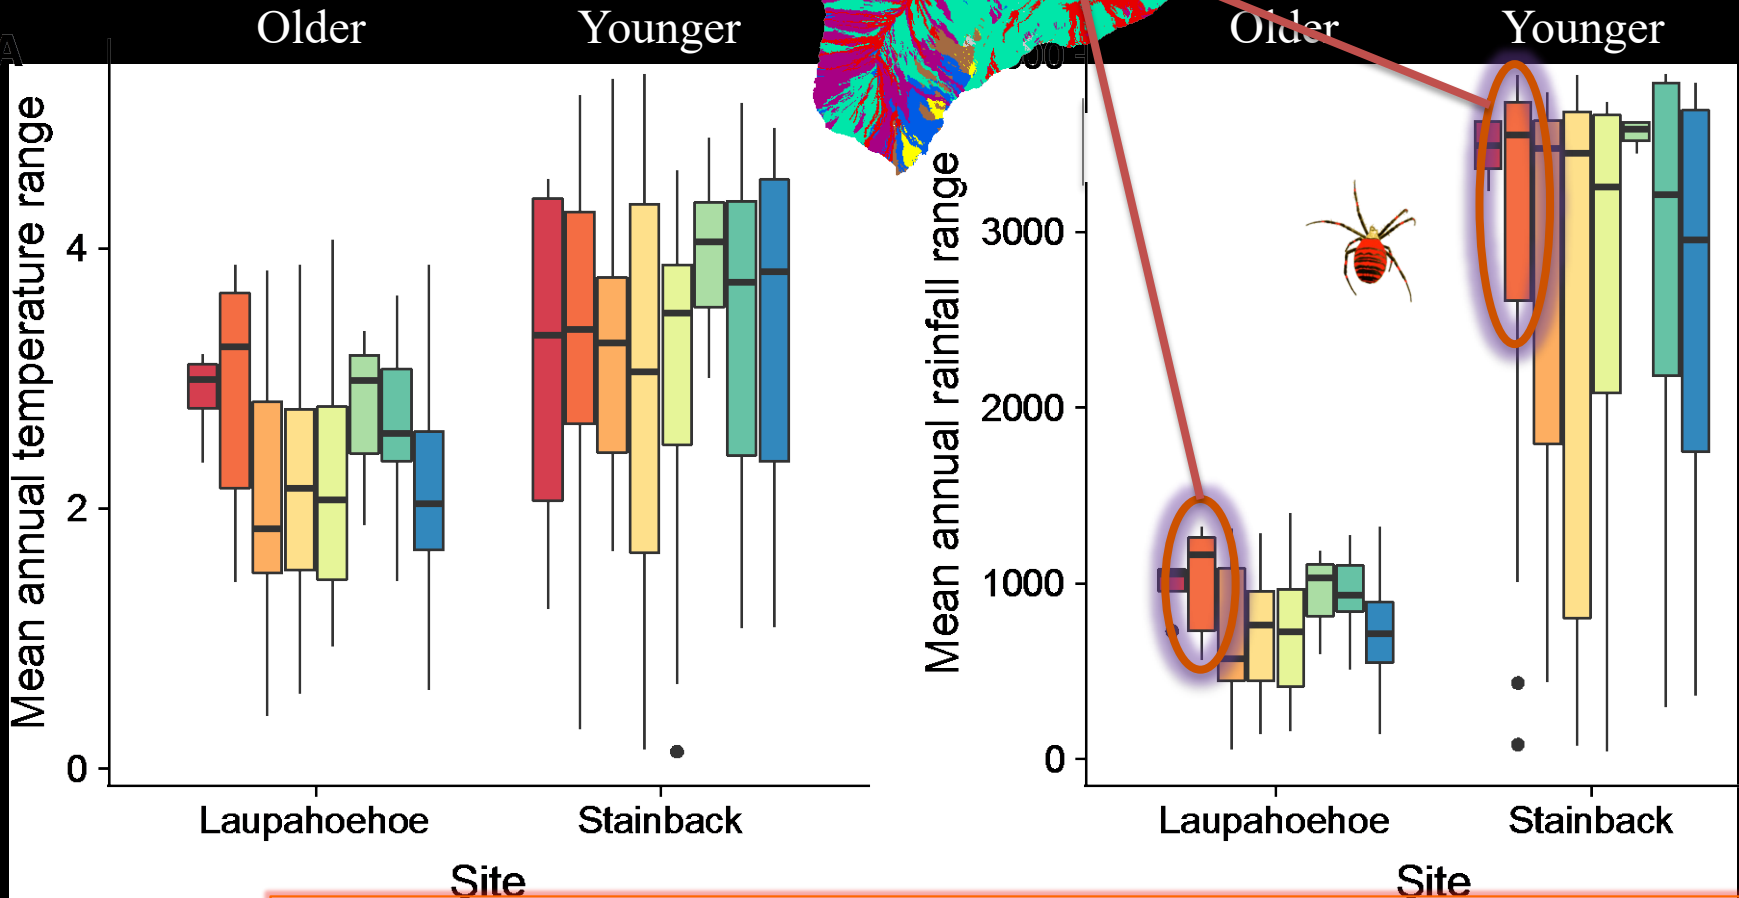 Older
Younger
Older
Younger
A
Mean annual temperature range
4
2
0
Laupahoehoe
Stainback
Site
Mean annual rainfall range
3000
2000
1000
0
Laupahoehoe
Stainback
Site